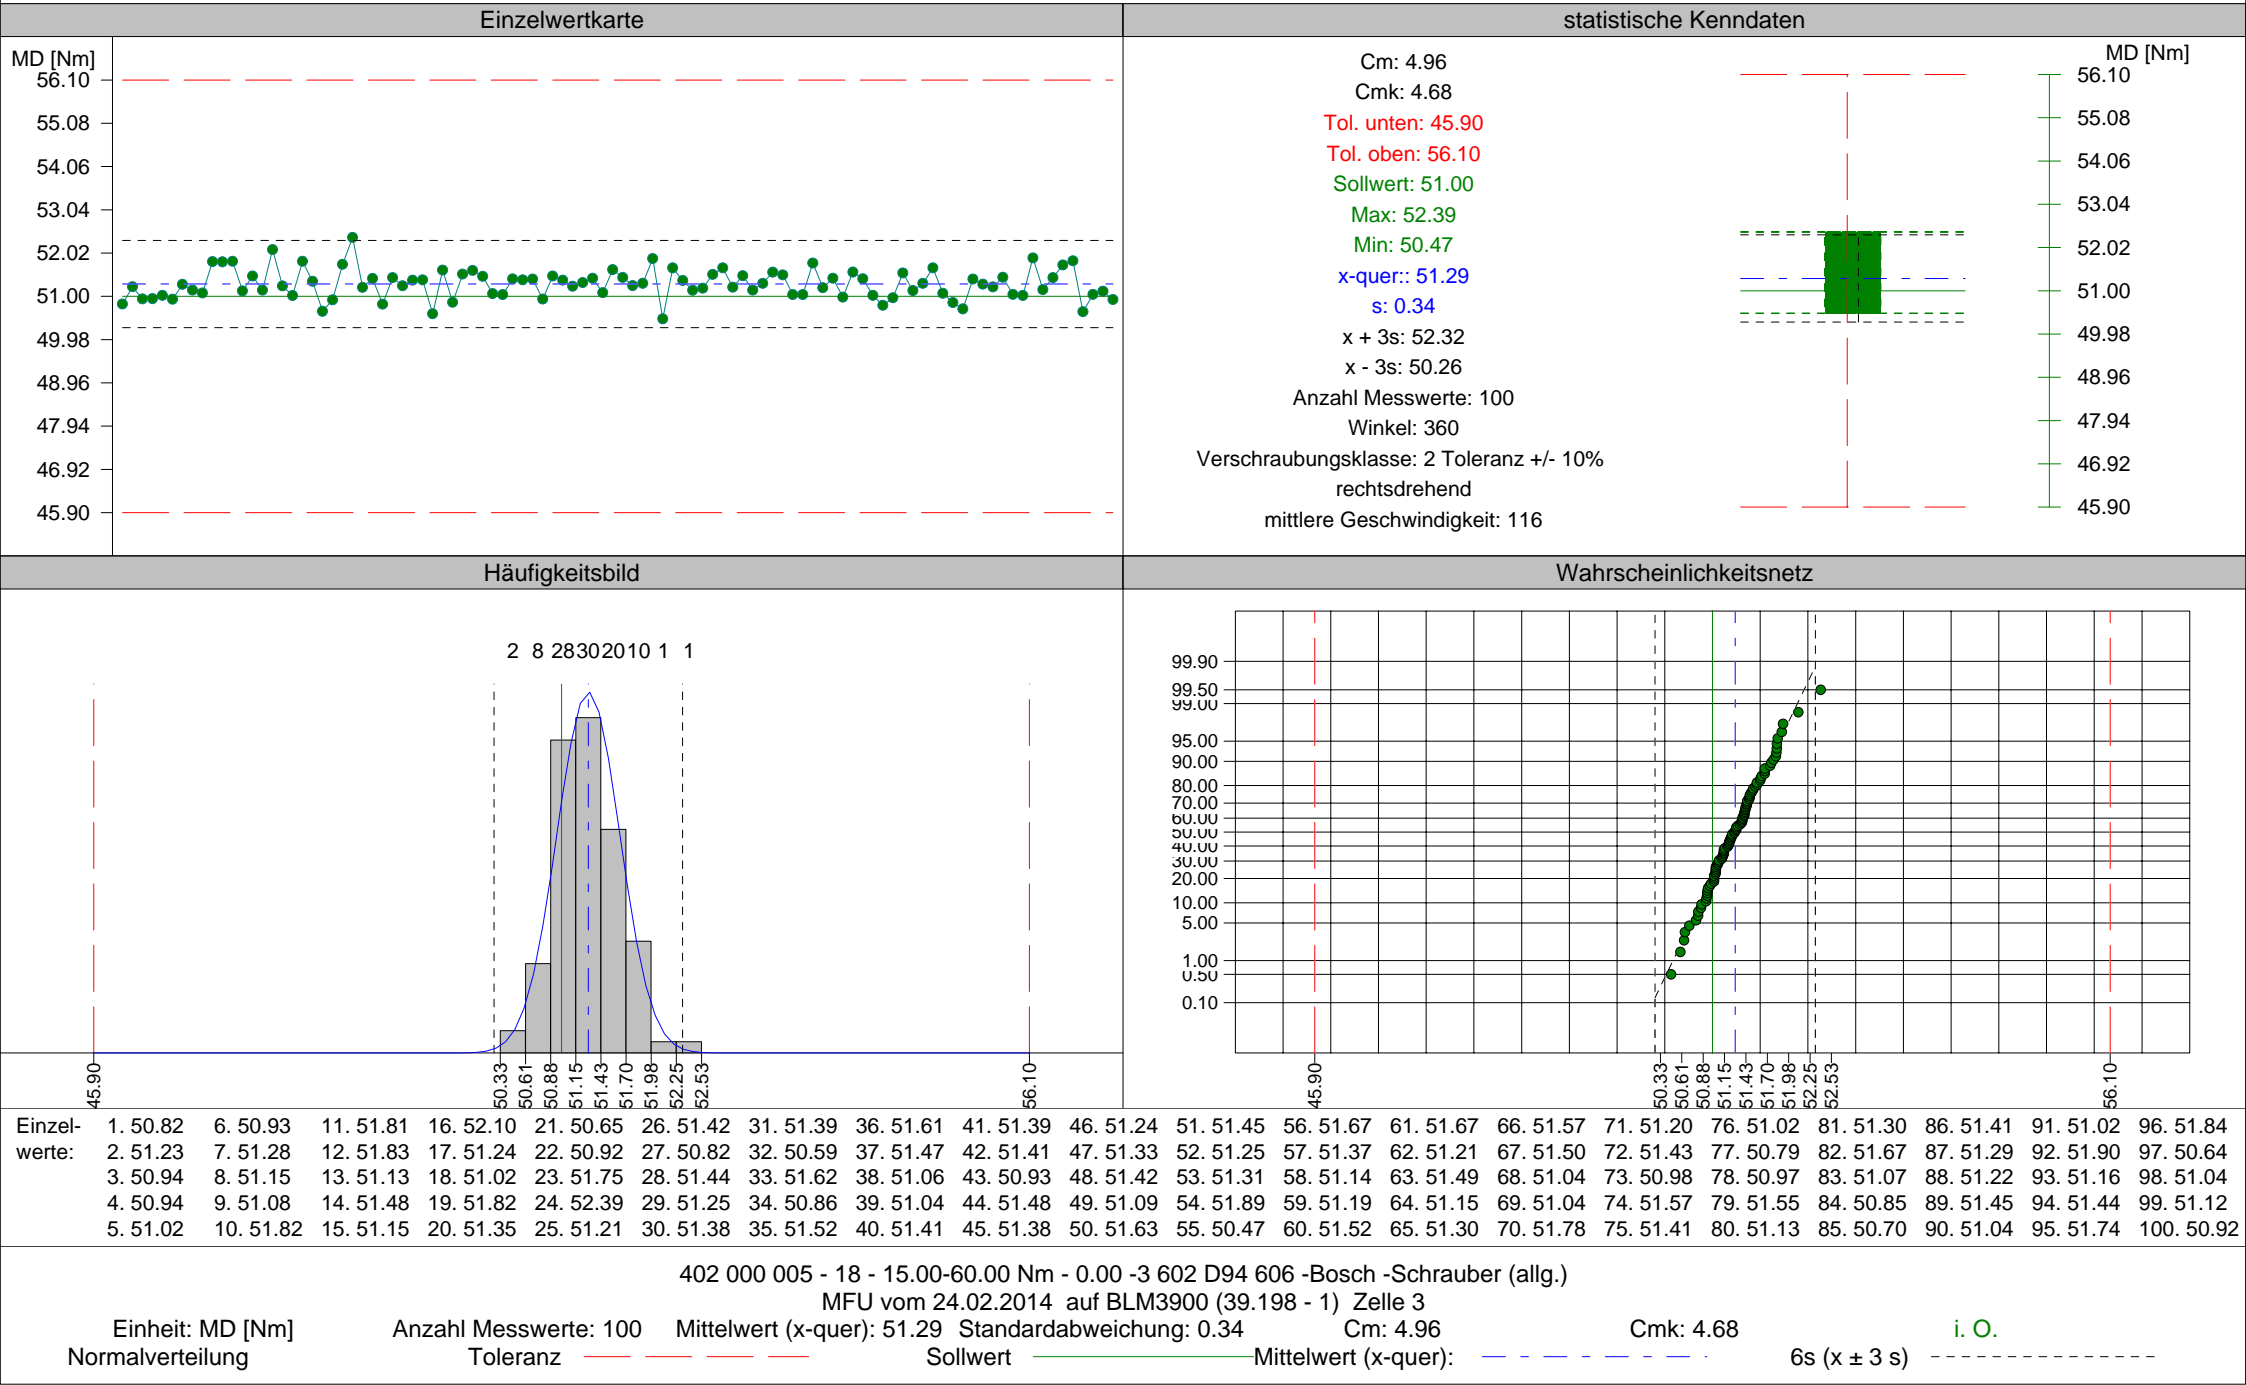 Einzelwertkarte
MD [Nm]
56.10
55.08
54.06
53.04
52.02
51.00
49.98
48.96
47.94
46.92
45.90
statistische Kenndaten
Cm: 4.96
Cmk: 4.68
Tol. unten: 45.90
Tol. oben: 56.10
Sollwert: 51.00
Max: 52.39
Min: 50.47
x-quer:: 51.29
s: 0.34
x + 3s: 52.32
x - 3s: 50.26
Anzahl Messwerte: 100
Winkel: 360
Verschraubungsklasse: 2 Toleranz +/- 10%
rechtsdrehend
mittlere Geschwindigkeit: 116
MD [Nm]
56.10
55.08
54.06
53.04
52.02
51.00
49.98
48.96
47.94
46.92
45.90
Häufigkeitsbild
2 8 28 30 20 10 1 1
45.90 50.33 50.61 50.88 51.15 51.43 51.70 51.98 52.25 52.53 56.10
Wahrscheinlichkeitsnetz
99.90
99.50
99.00
95.00
90.00
80.00
70.00
60.00
50.00
40.00
30.00
20.00
10.00
5.00
1.00
0.50
0.10
45.90 50.33 50.61 50.88 51.15 51.43 51.70 51.98 52.25 52.53 56.10
Einzel- 1. 50.82 6. 50.93 11. 51.81 16. 52.10 21. 50.65 26. 51.42 31. 51.39 36. 51.61 41. 51.39 46. 51.24 51. 51.45 56. 51.67 61. 51.67 66. 51.57 71. 51.20 76. 51.02 81. 51.30 86. 51.41 91. 51.02 96. 51.84
werte: 2. 51.23 7. 51.28 12. 51.83 17. 51.24 22. 50.92 27. 50.82 32. 50.59 37. 51.47 42. 51.41 47. 51.33 52. 51.25 57. 51.37 62. 51.21 67. 51.50 72. 51.43 77. 50.79 82. 51.67 87. 51.29 92. 51.90 97. 50.64
3. 50.94 8. 51.15 13. 51.13 18. 51.02 23. 51.75 28. 51.44 33. 51.62 38. 51.06 43. 50.93 48. 51.42 53. 51.31 58. 51.14 63. 51.49 68. 51.04 73. 50.98 78. 50.97 83. 51.07 88. 51.22 93. 51.16 98. 51.04
4. 50.94 9. 51.08 14. 51.48 19. 51.82 24. 52.39 29. 51.25 34. 50.86 39. 51.04 44. 51.48 49. 51.09 54. 51.89 59. 51.19 64. 51.15 69. 51.04 74. 51.57 79. 51.55 84. 50.85 89. 51.45 94. 51.44 99. 51.12
5. 51.02 10. 51.82 15. 51.15 20. 51.35 25. 51.21 30. 51.38 35. 51.52 40. 51.41 45. 51.38 50. 51.63 55. 50.47 60. 51.52 65. 51.30 70. 51.78 75. 51.41 80. 51.13 85. 50.70 90. 51.04 95. 51.74 100. 50.92
402 000 005 - 18 - 15.00-60.00 Nm - 0.00 -3 602 D94 606 -Bosch -Schrauber (allg.)
MFU vom 24.02.2014 auf BLM3900 (39.198 - 1) Zelle 3
Einheit: MD [Nm] Anzahl Messwerte: 100 Mittelwert (x-quer): 51.29 Standardabweichung: 0.34 Cm: 4.96 Cmk: 4.68 i. O.
Normalverteilung Toleranz Sollwert Mittelwert (x-quer): 6s (x ± 3 s)